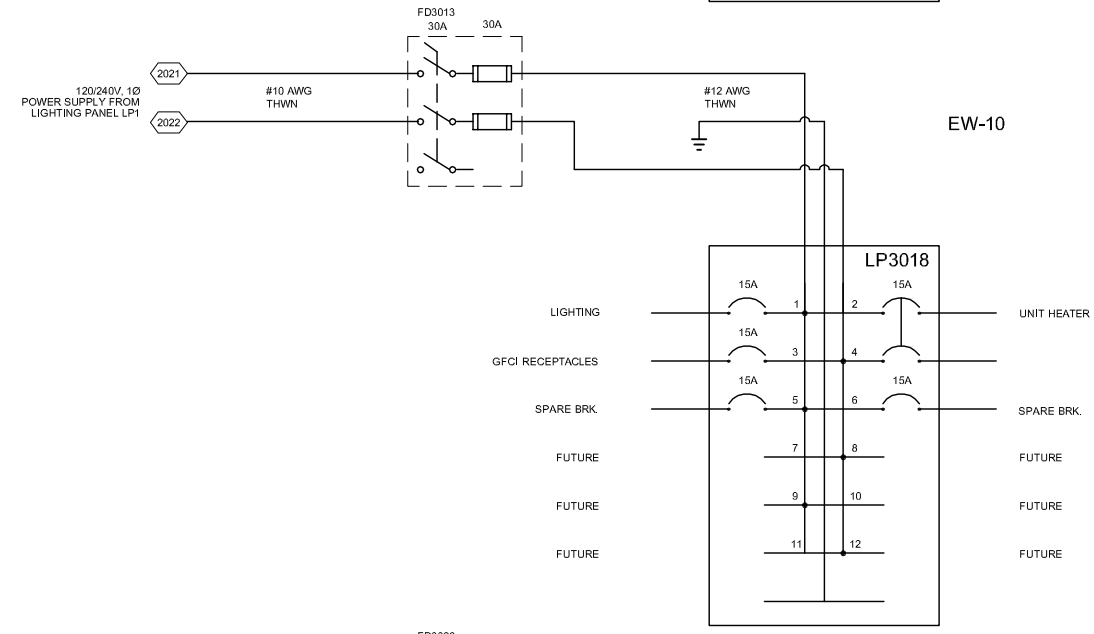 FD3013
30A
30A
2021
120/240V, 1Ø
POWER SUPPLY FROM
LIGHTING PANEL LP1
2022
#10 AWG
THWN
#12 AWG
THWN
EW-10
LP3018
15A
15A
LIGHTING
1
2
UNIT HEATER
15A
GFCI RECEPTACLES
3
4
15A
15A
SPARE BRK.
5
6
SPARE BRK.
FUTURE
7
8
FUTURE
FUTURE
9
10
FUTURE
FUTURE
11
12
FUTURE